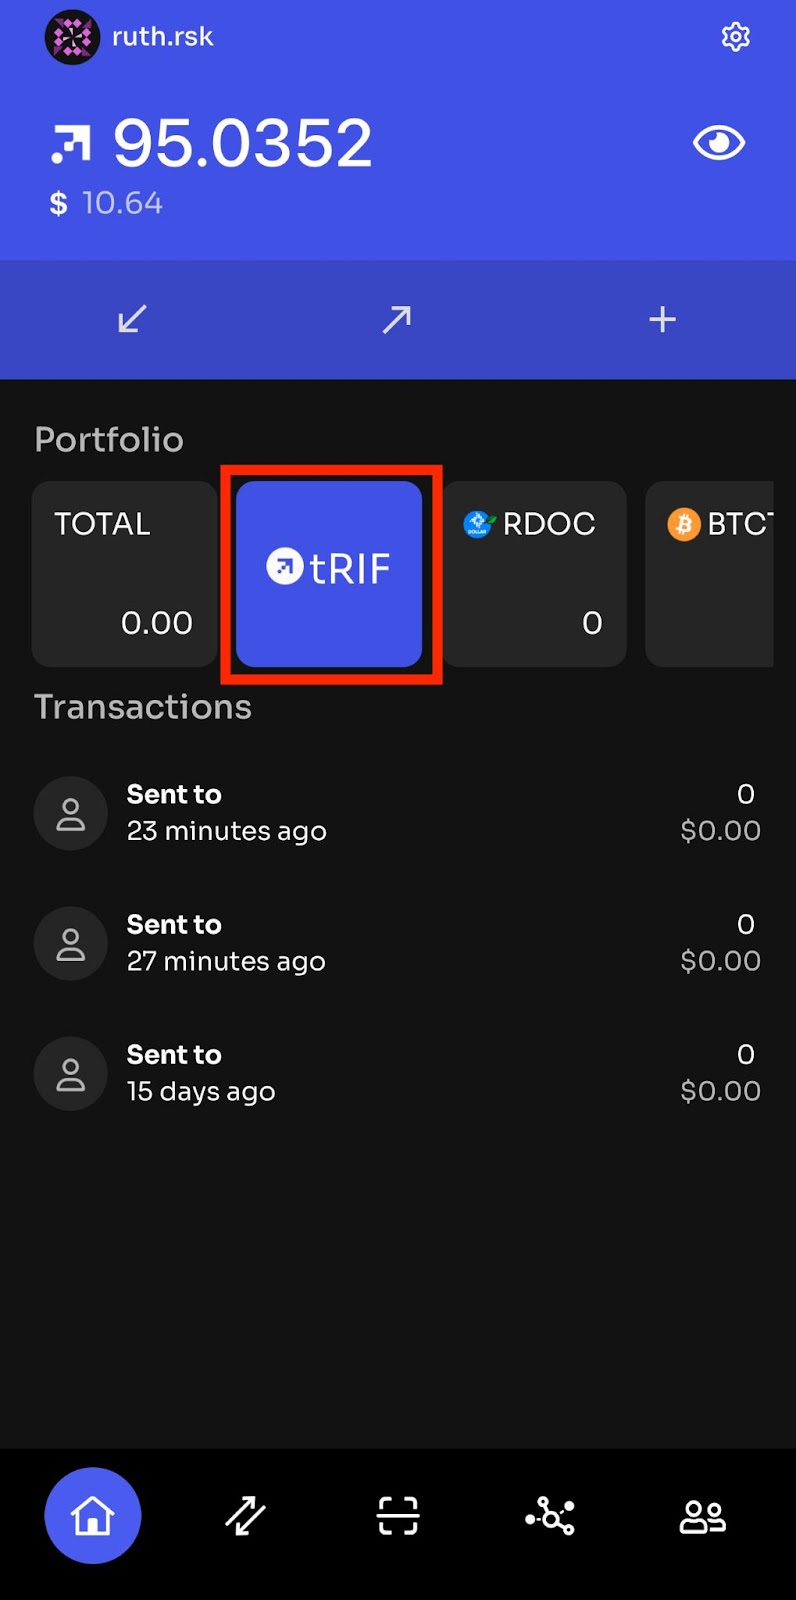 ruth.rsk
95.0352
$ 10.64
Portfolio
TOTAL
0.00
tRIF
RDOC
0
BTCT
Transactions
Sent to
0
23 minutes ago
$0.00
Sent to
0
27 minutes ago
$0.00
Sent to
0
15 days ago
$0.00